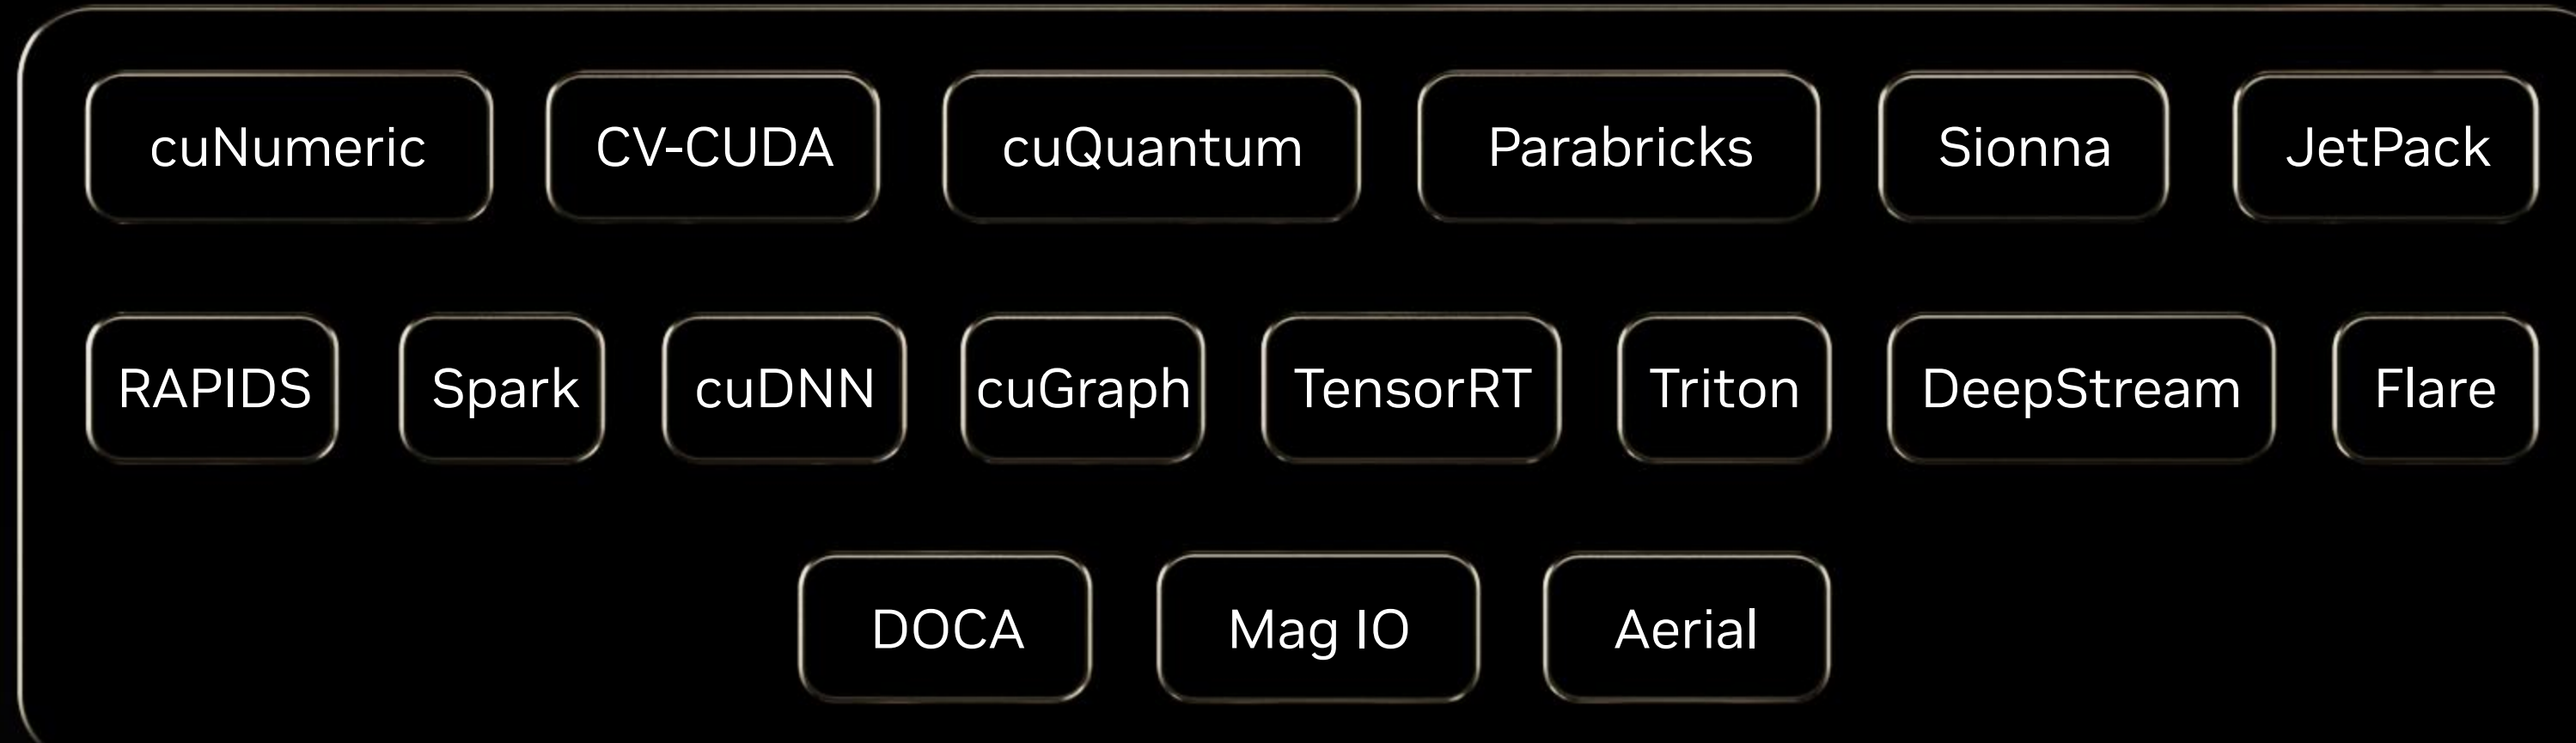 cuNumeric CV-CUDA cuQuantum Parabricks Sionna JetPack
RAPIDS Spark cuDNN cuGraph TensorRT Triton DeepStream Flare
DOCA Mag IO Aerial